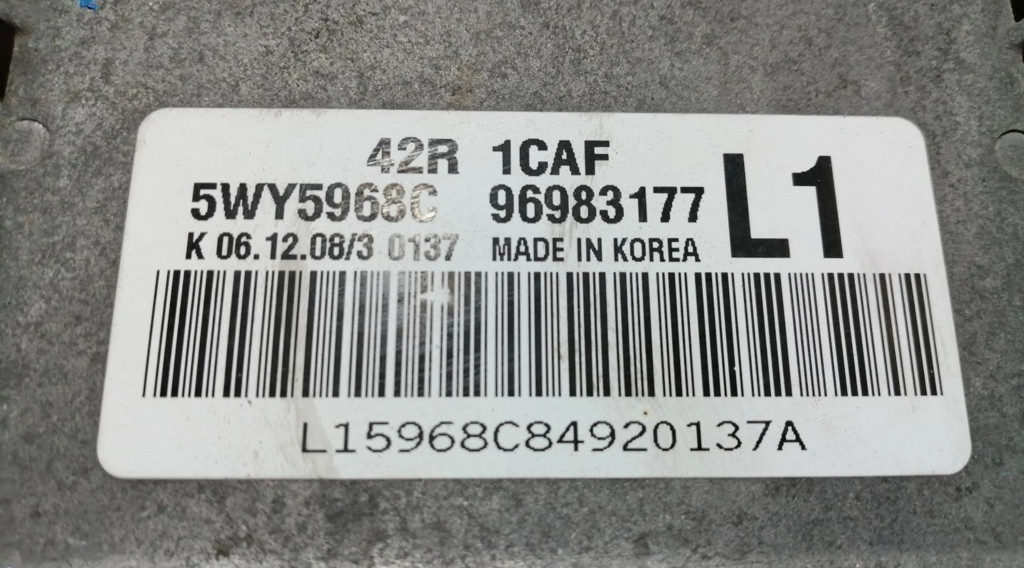 42R 1CAF
5WY5968C 96983177 L1
K 06.12.08/3 0137 MADE IN KOREA
L15968C84920137A